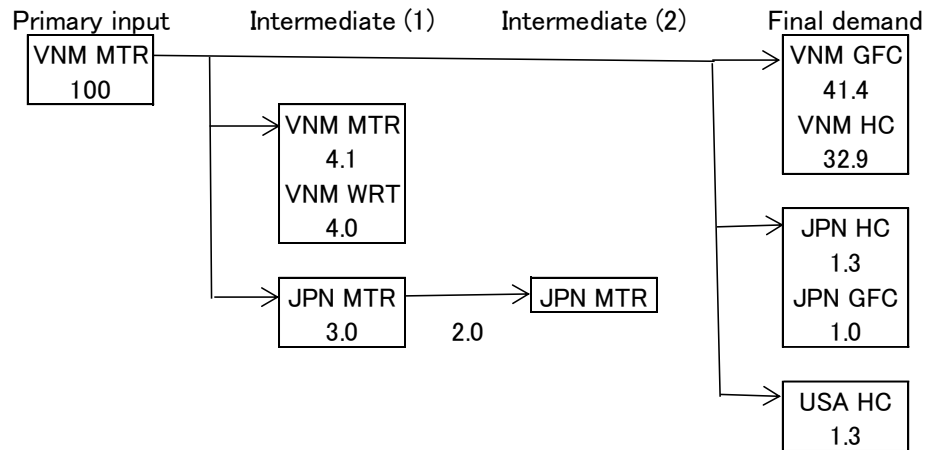 Primary input Intermediate (1) Intermediate (2) Final demand
VNM MTR
100
VNM MTR
4.1
VNM WRT
4.0
JPN MTR
3.0
2.0
JPN MTR
VNM GFC
41.4
VNM HC
32.9
JPN HC
1.3
JPN GFC
1.0
USA HC
1.3